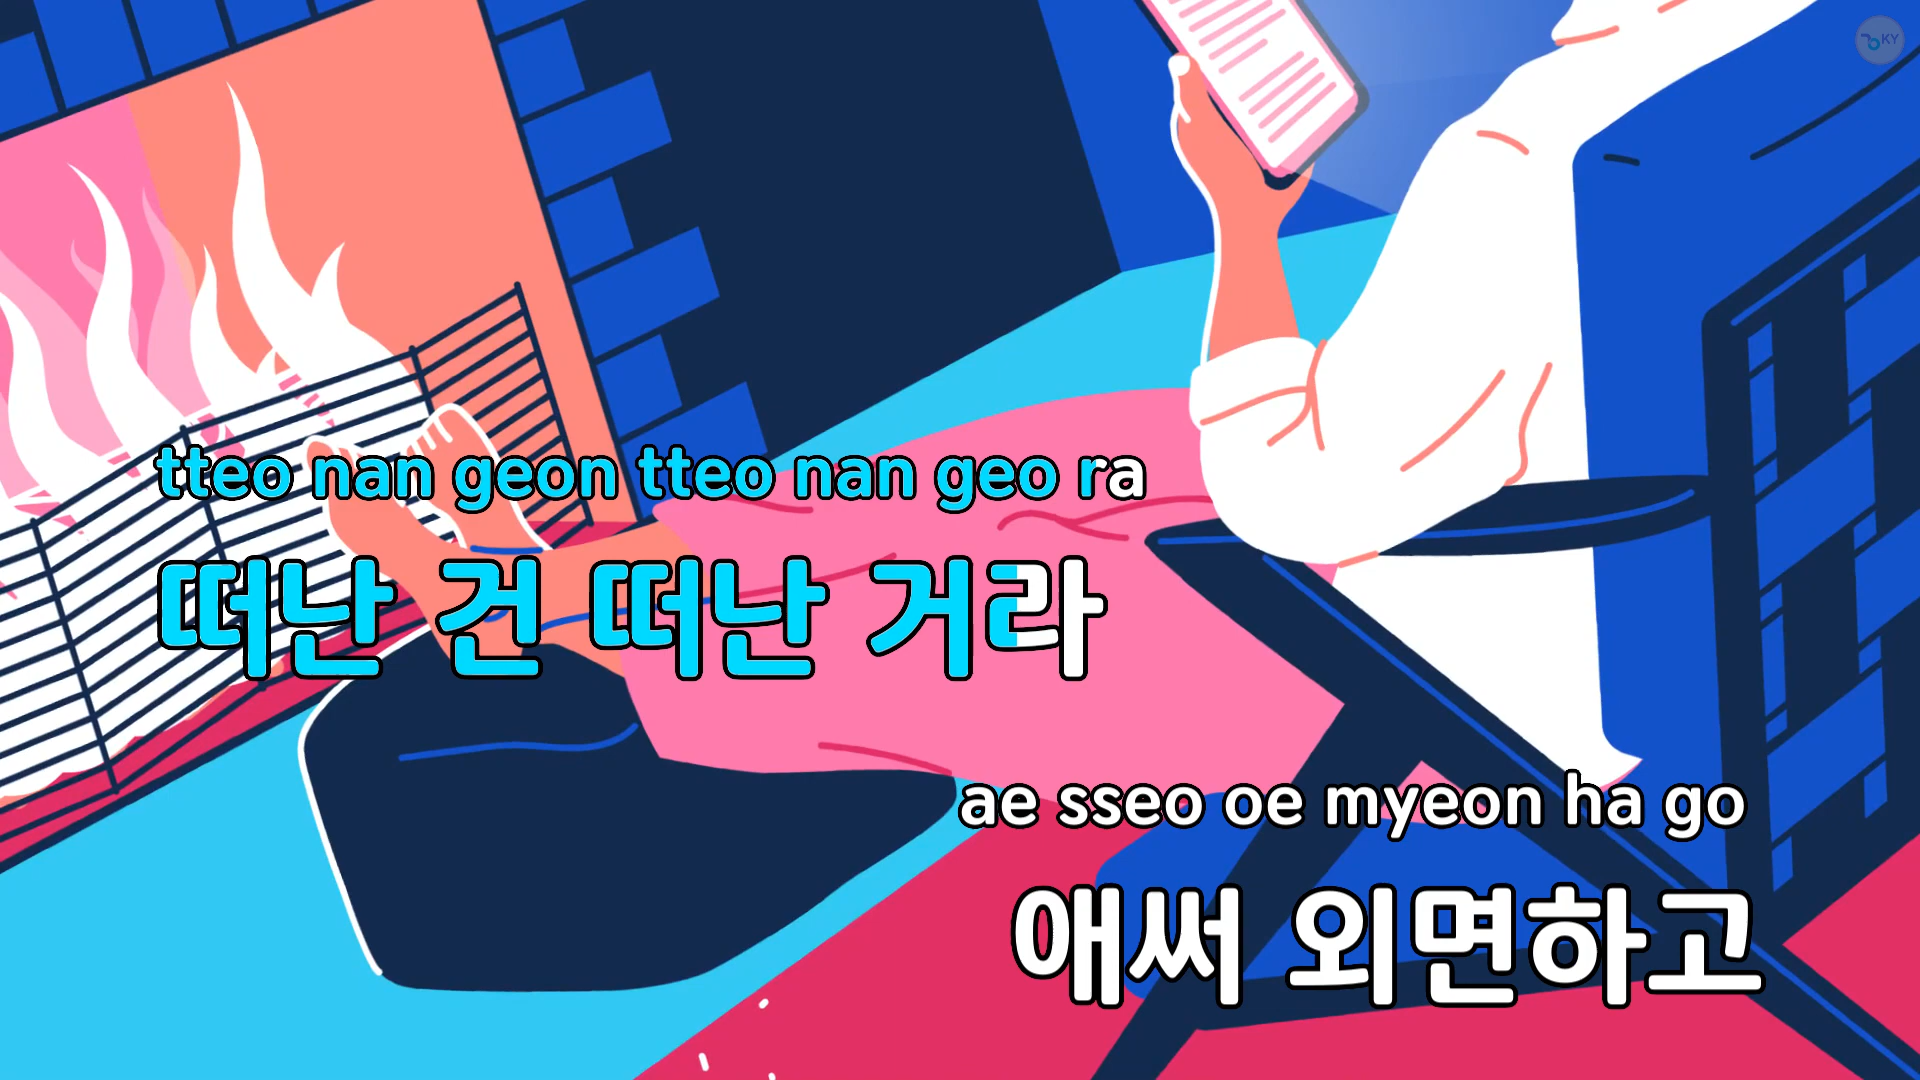 KY
tteo nan geon tteo nan geo ra
떠난 건 떠난 거라
ae sseo oe myeon ha go
애써 외면하고